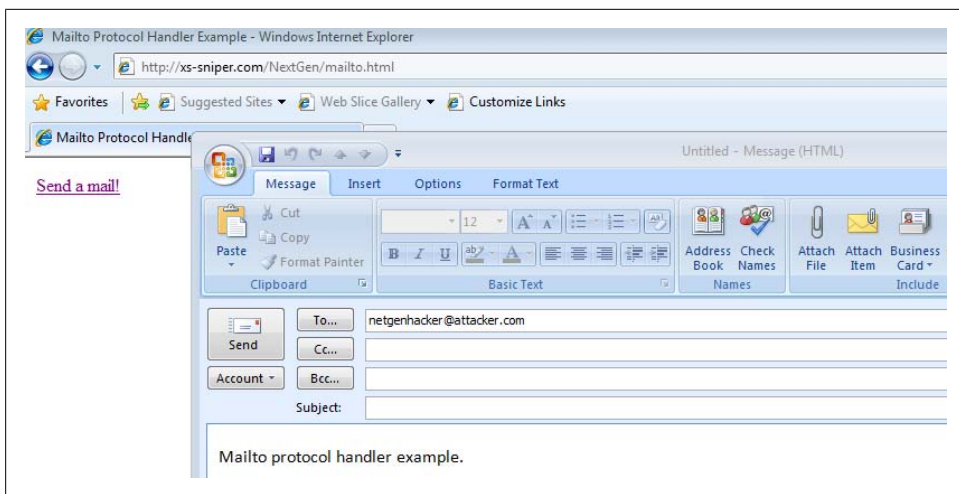 Mailto Protocol Handler Example - Windows Internet Explorer
http://xs-sniper.com/NextGen/mailto.html
Favorites Suggested Sites Web Slice Gallery Customize Links
Mailto Protocol Handle
Untitled - Message (HTML)
Send a mail!
Message Insert Options Format Text
Cut
Copy
Format Painter
Paste
Clipboard
12
B I U
Basic Text
Address Book
Check Names
Names
Attach File
Attach Item
Business Card
Include
Send
Account
To... netgenhacker@attacker.com
Cc...
Bcc...
Subject:
Mailto protocol handler example.